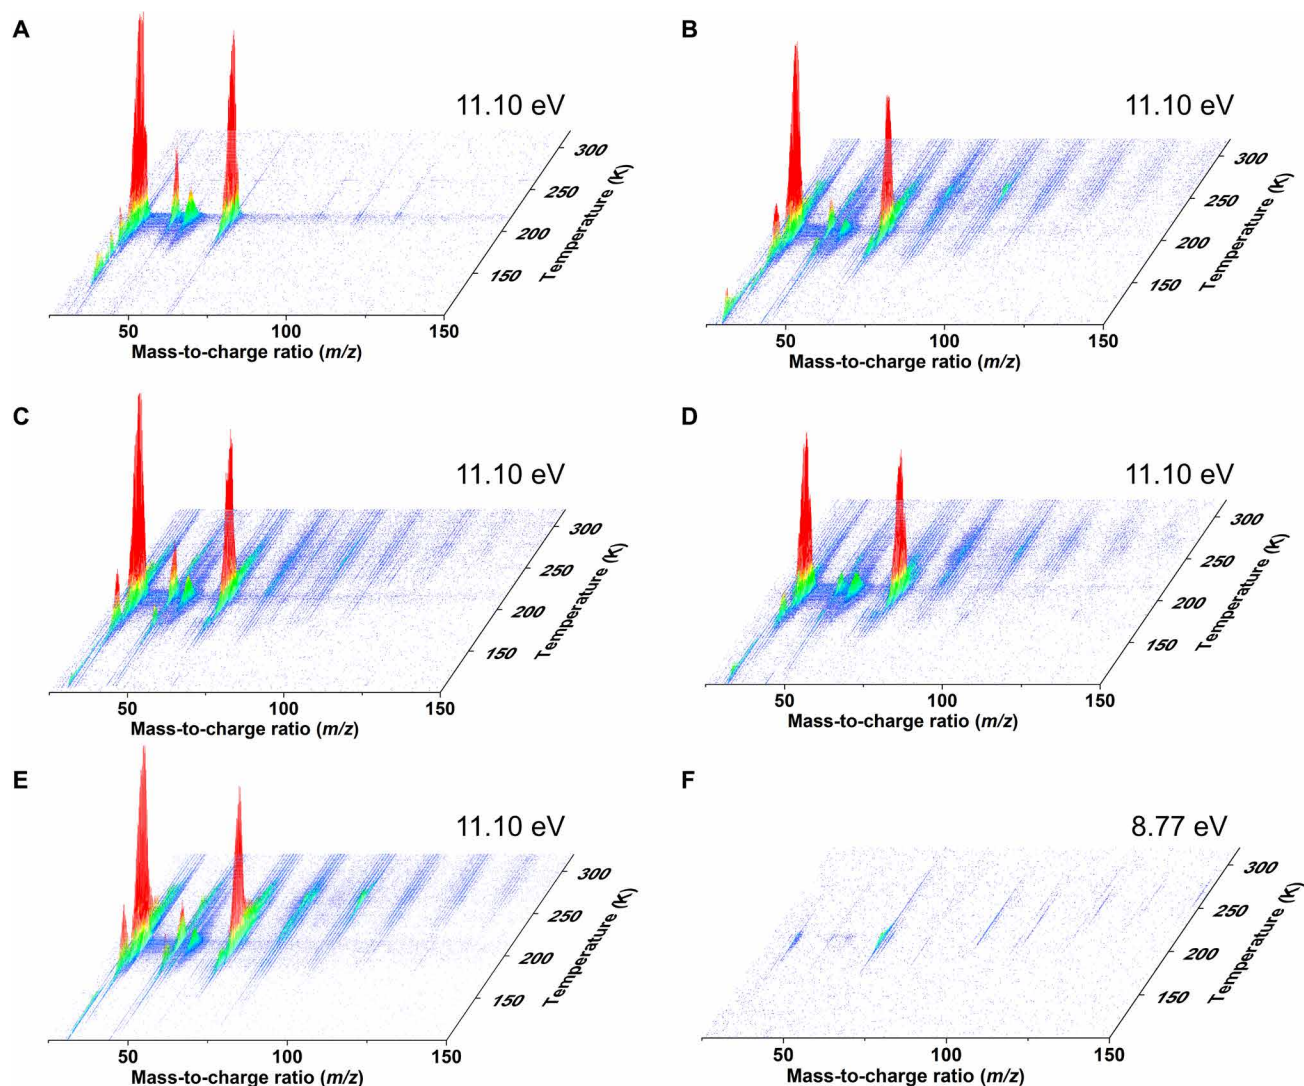 A
11.10 eV
300
250
200
150
Temperature (K)
50
100
150
Mass-to-charge ratio (m/z)
B
11.10 eV
300
250
200
150
Temperature (K)
50
100
150
Mass-to-charge ratio (m/z)
C
11.10 eV
300
250
200
150
Temperature (K)
50
100
150
Mass-to-charge ratio (m/z)
D
11.10 eV
300
250
200
150
Temperature (K)
50
100
150
Mass-to-charge ratio (m/z)
E
11.10 eV
300
250
200
150
Temperature (K)
50
100
150
Mass-to-charge ratio (m/z)
F
8.77 eV
300
250
200
150
Temperature (K)
50
100
150
Mass-to-charge ratio (m/z)